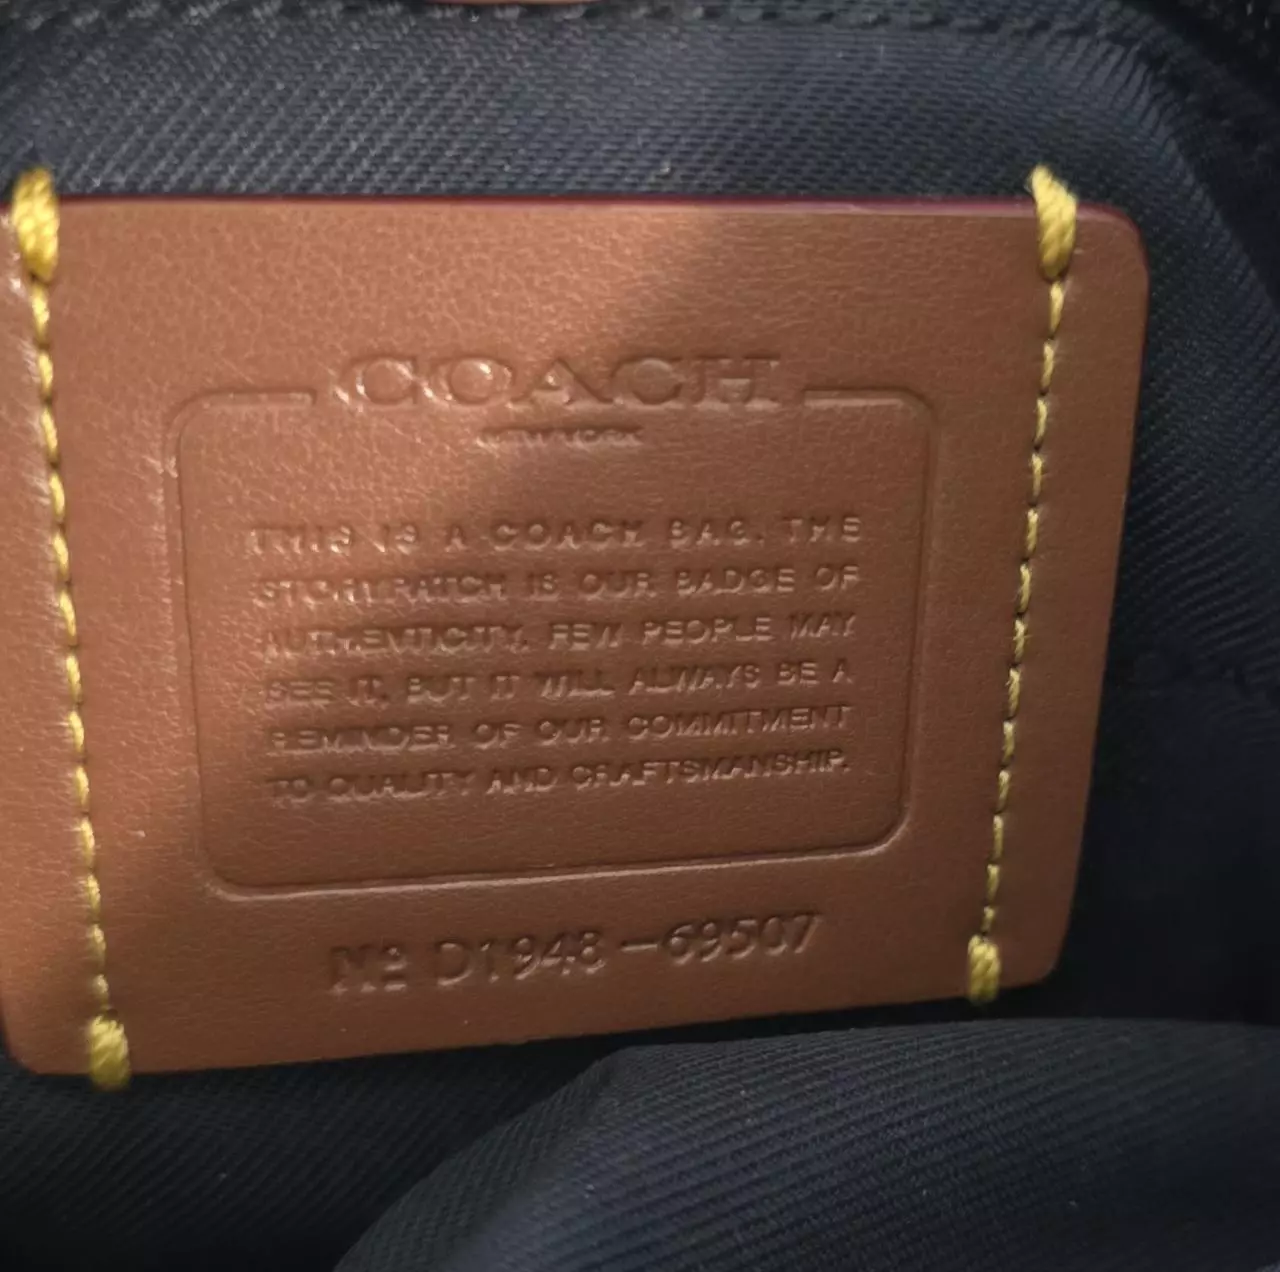 COACH
NEW YORK
THIS IS A COACH BAG. THE
STORYPATCH IS OUR BADGE OF
AUTHENTICITY. FEW PEOPLE MAY
SEE IT, BUT IT WILL ALWAYS BE A
REMINDER OF OUR COMMITMENT
TO QUALITY AND CRAFTSMANSHIP.
Nº D1948-69507